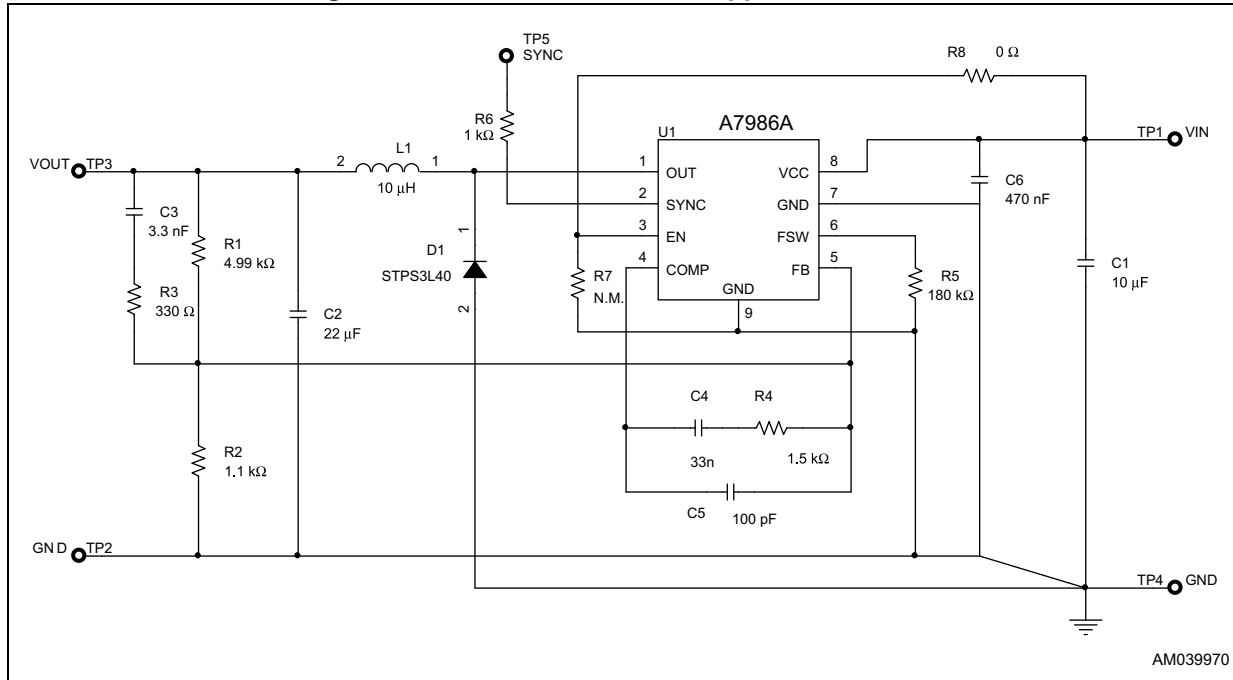 TP5
SYNC
R8 0 Ω
R6
1 kΩ
U1
A7986A
TP1 VIN
VOUT TP3
2 L1 1
10 μH
1 OUT
2 SYNC
3 EN
4 COMP
VCC 8
GND 7
FSW 6
FB 5
GND
9
C6
470 nF
C3
3.3 nF
R1
4.99 kΩ
R3
330 Ω
C2
22 μF
1
D1
STPS3L40
2
R7
N.M.
R5
180 kΩ
C1
10 μF
C4 R4
33n 1.5 kΩ
C5 100 pF
R2
1.1 kΩ
GND TP2
TP4 GND
AM039970